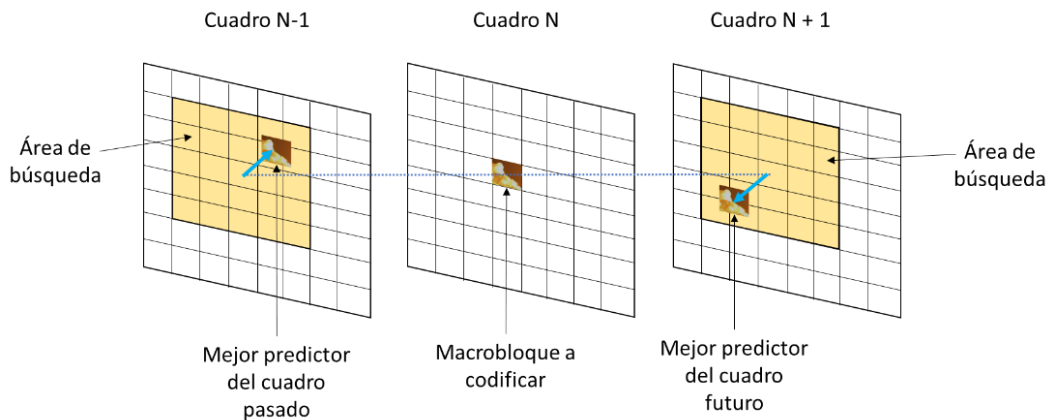 Cuadro N-1
Cuadro N
Cuadro N + 1
Área de
búsqueda
Área de
búsqueda
Mejor predictor
del cuadro
pasado
Macrobloque a
codificar
Mejor predictor
del cuadro
futuro